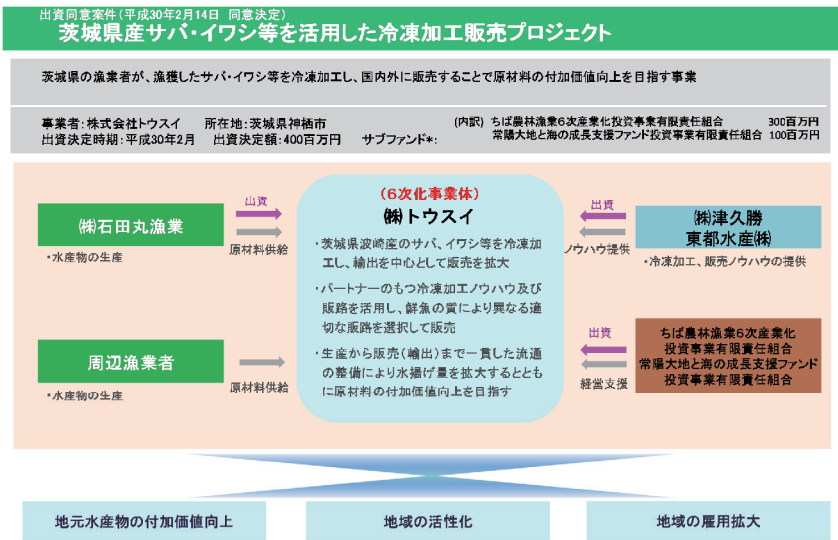 出資同意案件(平成30年2月14日 同意決定)
茨城県産サバ・イワシ等を活用した冷凍加工販売プロジェクト
茨城県の漁業者が、漁獲したサバ・イワシ等を冷凍加工し、国内外に販売することで原材料の付加価値向上を目指す事業
事業者:株式会社トウスイ 所在地:茨城県神栖市
出資決定時期:平成30年2月 出資決定額:400百万円 サブファンド*:
(内訳) ちば農林漁業6次産業化投資事業有限責任組合 300百万円
常陽大地と海の成長支援ファンド投資事業有限責任組合 100百万円
㈱石田丸漁業
・水産物の生産
出資
原材料供給
周辺漁業者
・水産物の生産
原材料供給
(6次化事業体)
㈱トウスイ
・茨城県波崎産のサバ、イワシ等を冷凍加
工し、輸出を中心として販売を拡大
・パートナーのもつ冷凍加工ノウハウ及び
販路を活用し、鮮魚の質により異なる適
切な販路を選択して販売
・生産から販売(輸出)まで一貫した流通
の整備により水揚げ量を拡大するととも
に原材料の付加価値向上を目指す
出資
ノウハウ提供
㈱津久勝
東都水産㈱
・冷凍加工、販売ノウハウの提供
出資
経営支援
ちば農林漁業6次産業化
投資事業有限責任組合
常陽大地と海の成長支援ファンド
投資事業有限責任組合
地元水産物の付加価値向上
地域の活性化
地域の雇用拡大